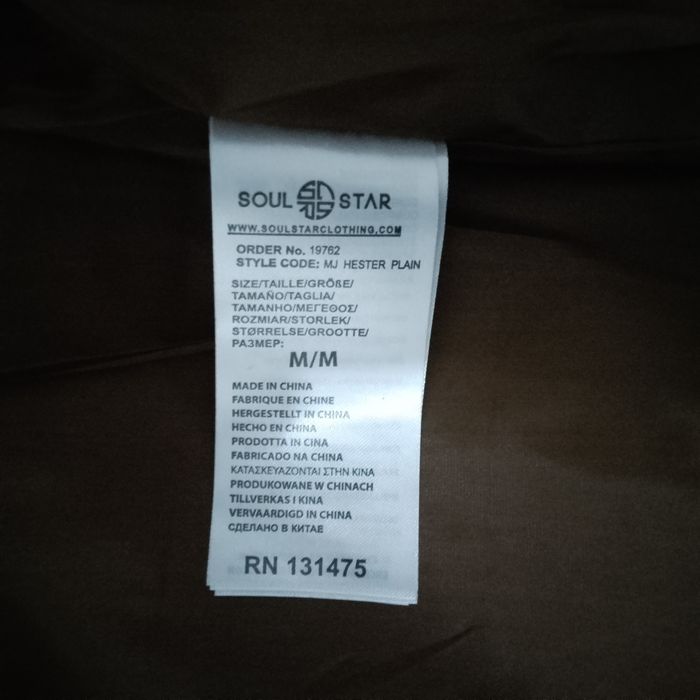 SOUL STAR
WWW.SOULSTARCLOTHING.COM
ORDER No. 19762
STYLE CODE: MJ HESTER PLAIN
SIZE/TAILLE/GRÖßE/
TAMAÑO/TAGLIA/
TAMANHO/ΜΕΓΕΘΟΣ/
ROZMIAR/STORLEK/
STØRRELSE/GROOTTE/
РАЗМЕР:
M/M
MADE IN CHINA
FABRIQUE EN CHINE
HERGESTELLT IN CHINA
HECHO EN CHINA
PRODOTTA IN CINA
FABRICADO NA CHINA
ΚΑΤΑΣΚΕΥΑΖΟΝΤΑΙ ΣΤΗΝ ΚΙΝΑ
PRODUKOWANE W CHINACH
TILLVERKAS I KINA
VERVAARDIGD IN CHINA
СДЕЛАНО В КИТАЕ
RN 131475